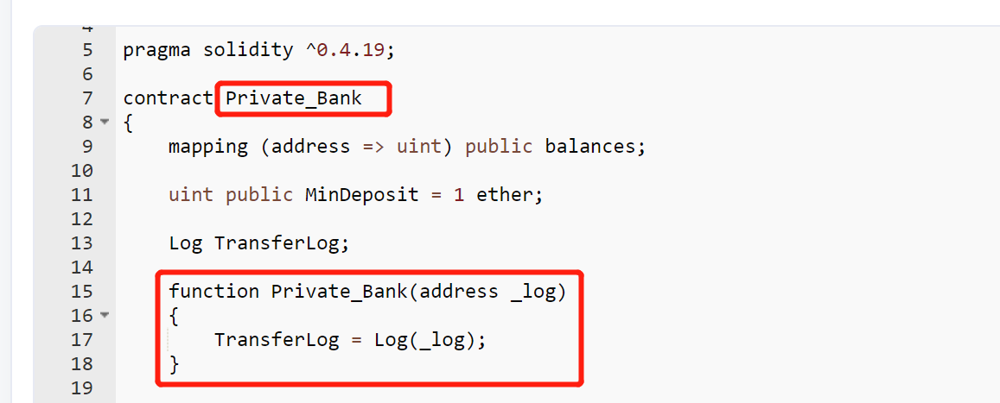 4
5 pragma solidity ^0.4.19;
6
7 contract Private_Bank
8 {
9 mapping (address => uint) public balances;
10
11 uint public MinDeposit = 1 ether;
12
13 Log TransferLog;
14
15 function Private_Bank(address _log)
16 {
17 TransferLog = Log(_log);
18 }
19